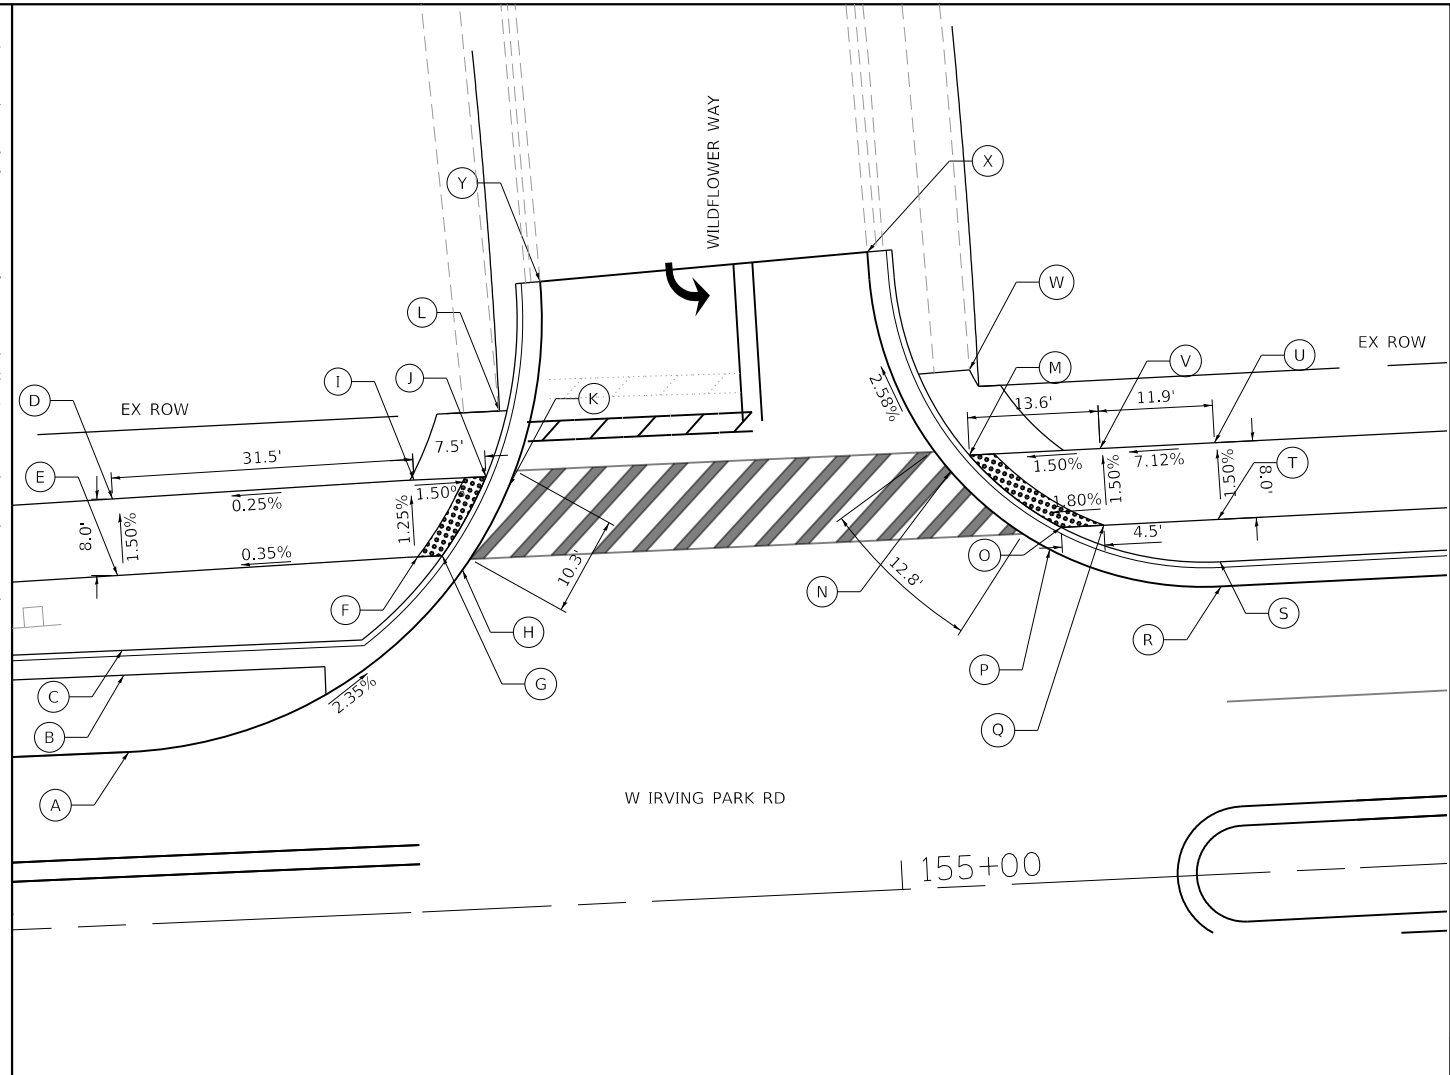 WILDFLOWER WAY
X
Y
W
L
EX ROW
U
V
M
J
I
K
D
EX ROW
2.58%
13.6'
11.9'
7.5'
31.5'
E
1.50%
7.12%
T
1.50%
0.25%
1.50%
1.50%
8.0'
1.25%
1.80%
8.0'
1.50%
4.5'
0.35%
O
10.3'
12.8'
N
F
S
H
R
P
G
C
2.35%
B
Q
A
W IRVING PARK RD
155+00